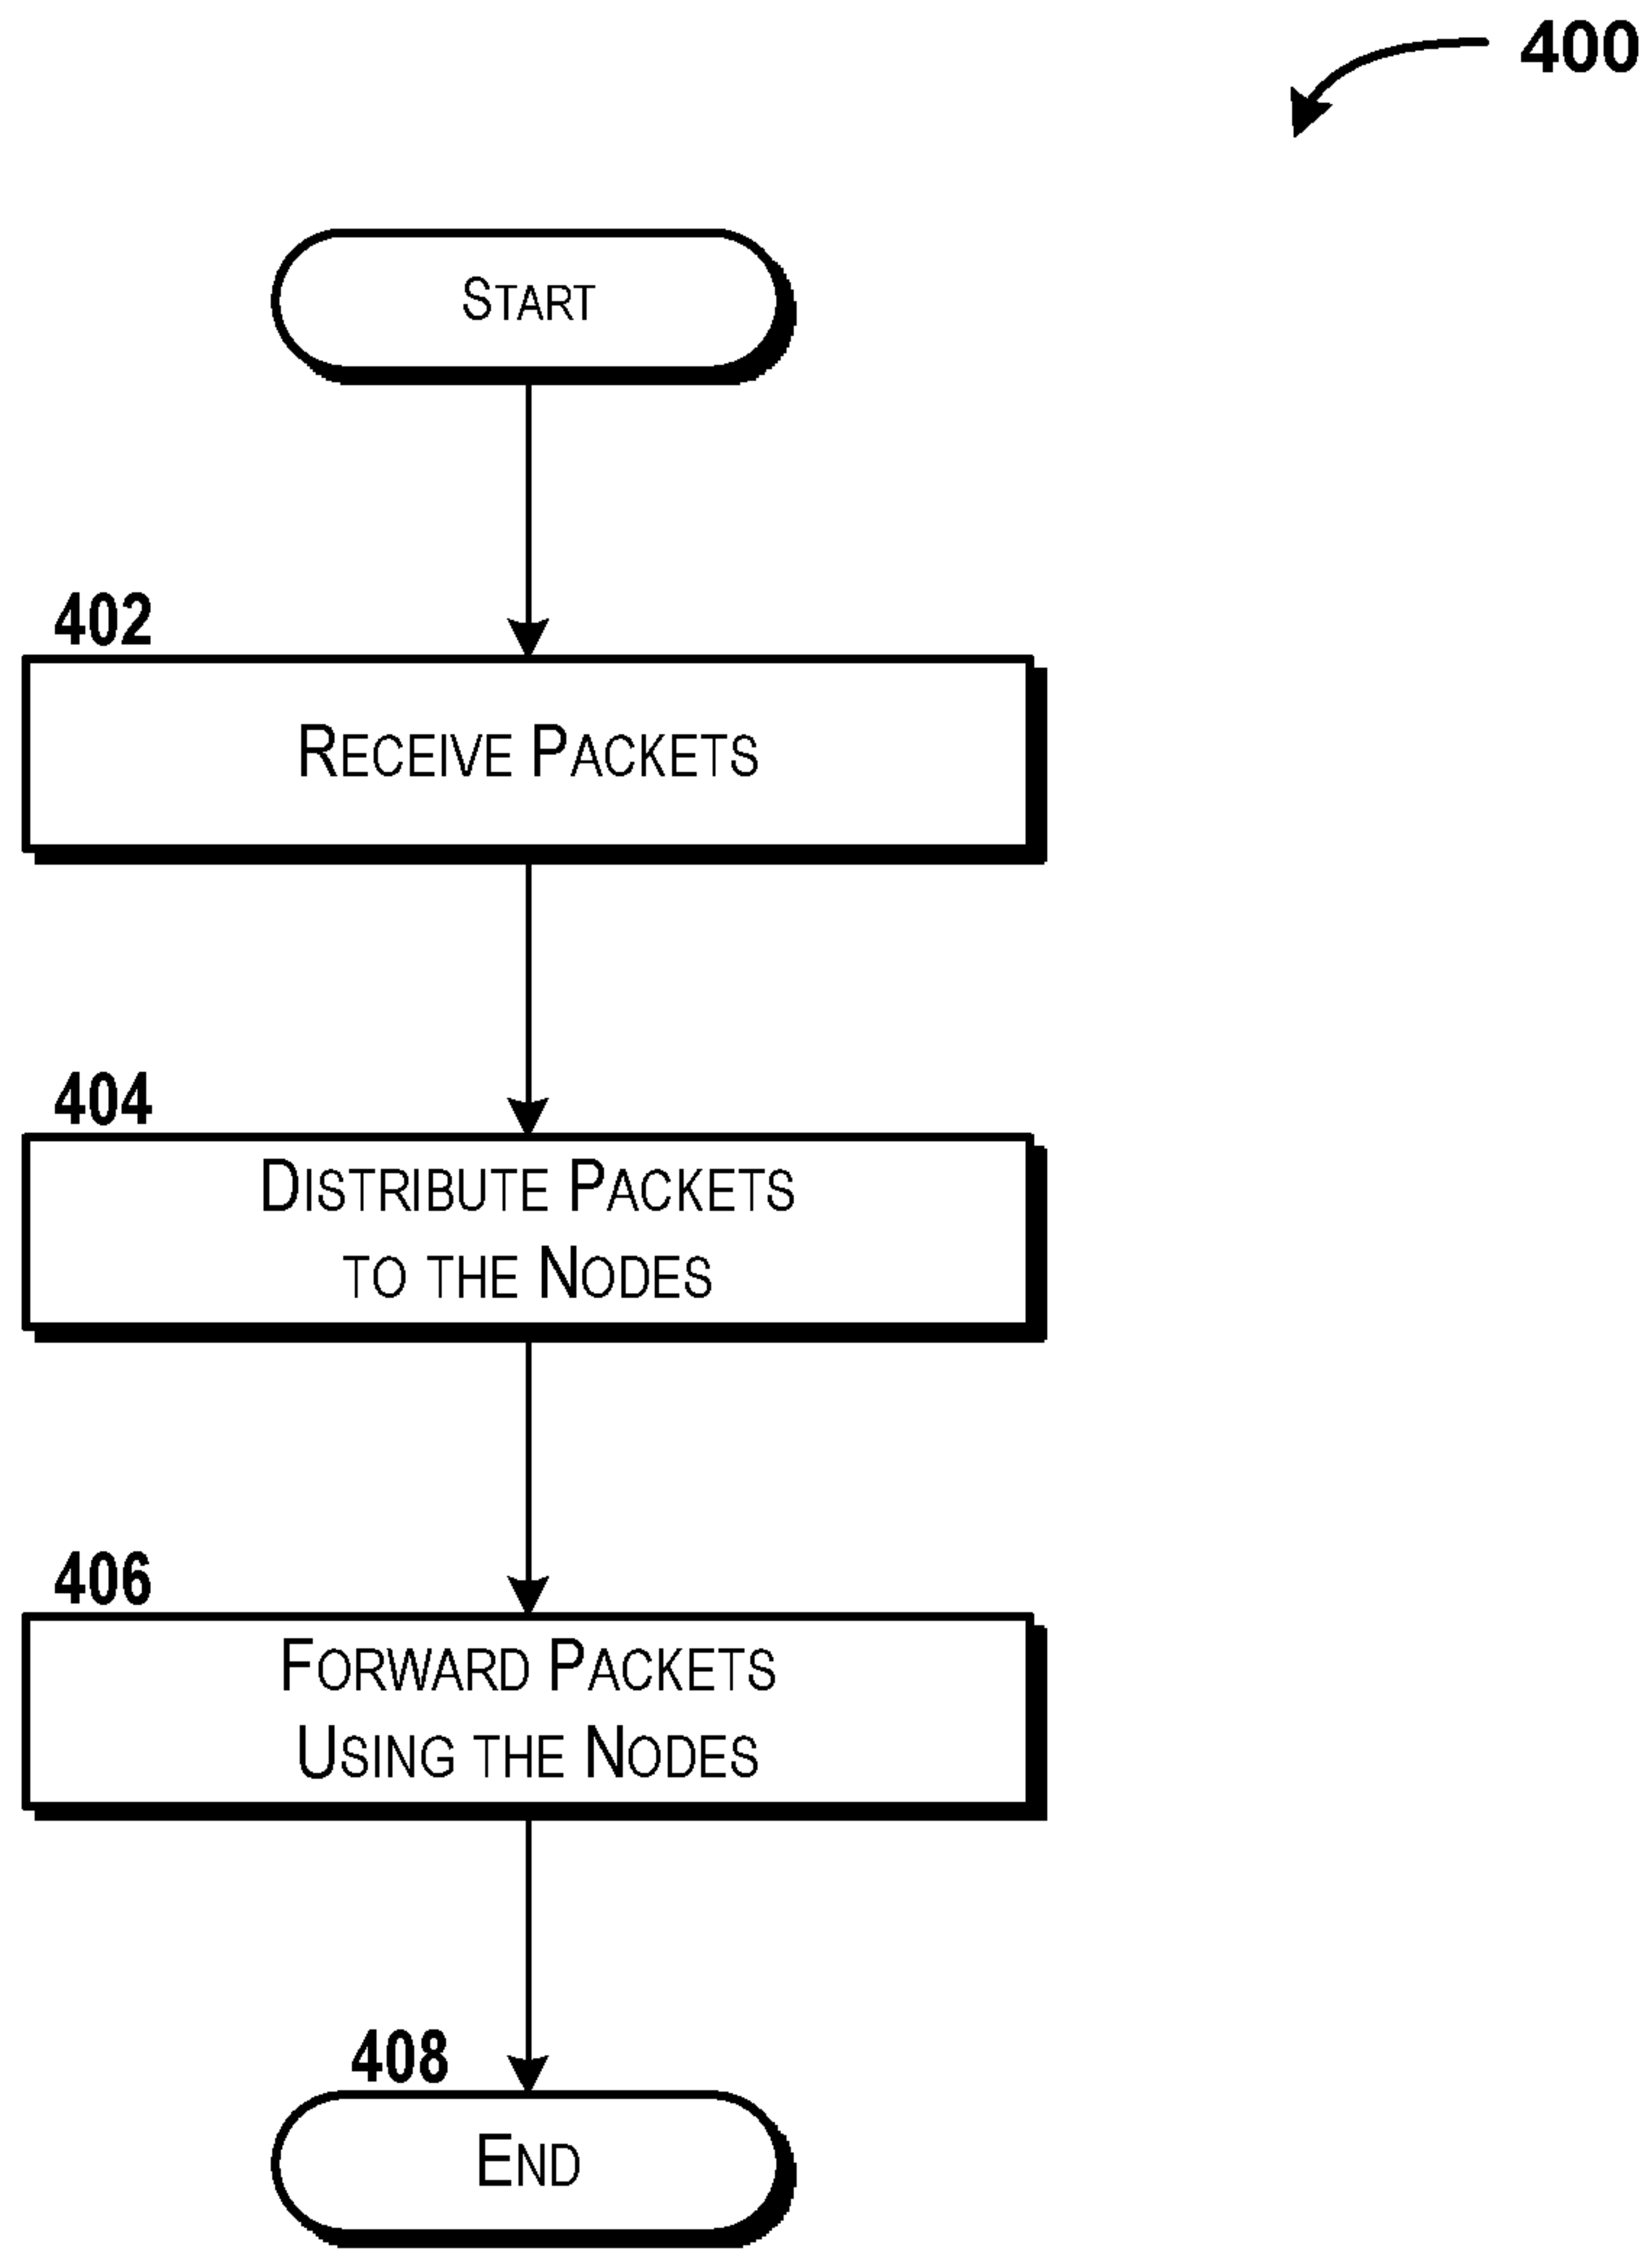 400
START
402
RECEIVE PACKETS
404
DISTRIBUTE PACKETS
TO THE NODES
406
FORWARD PACKETS
USING THE NODES
408
END